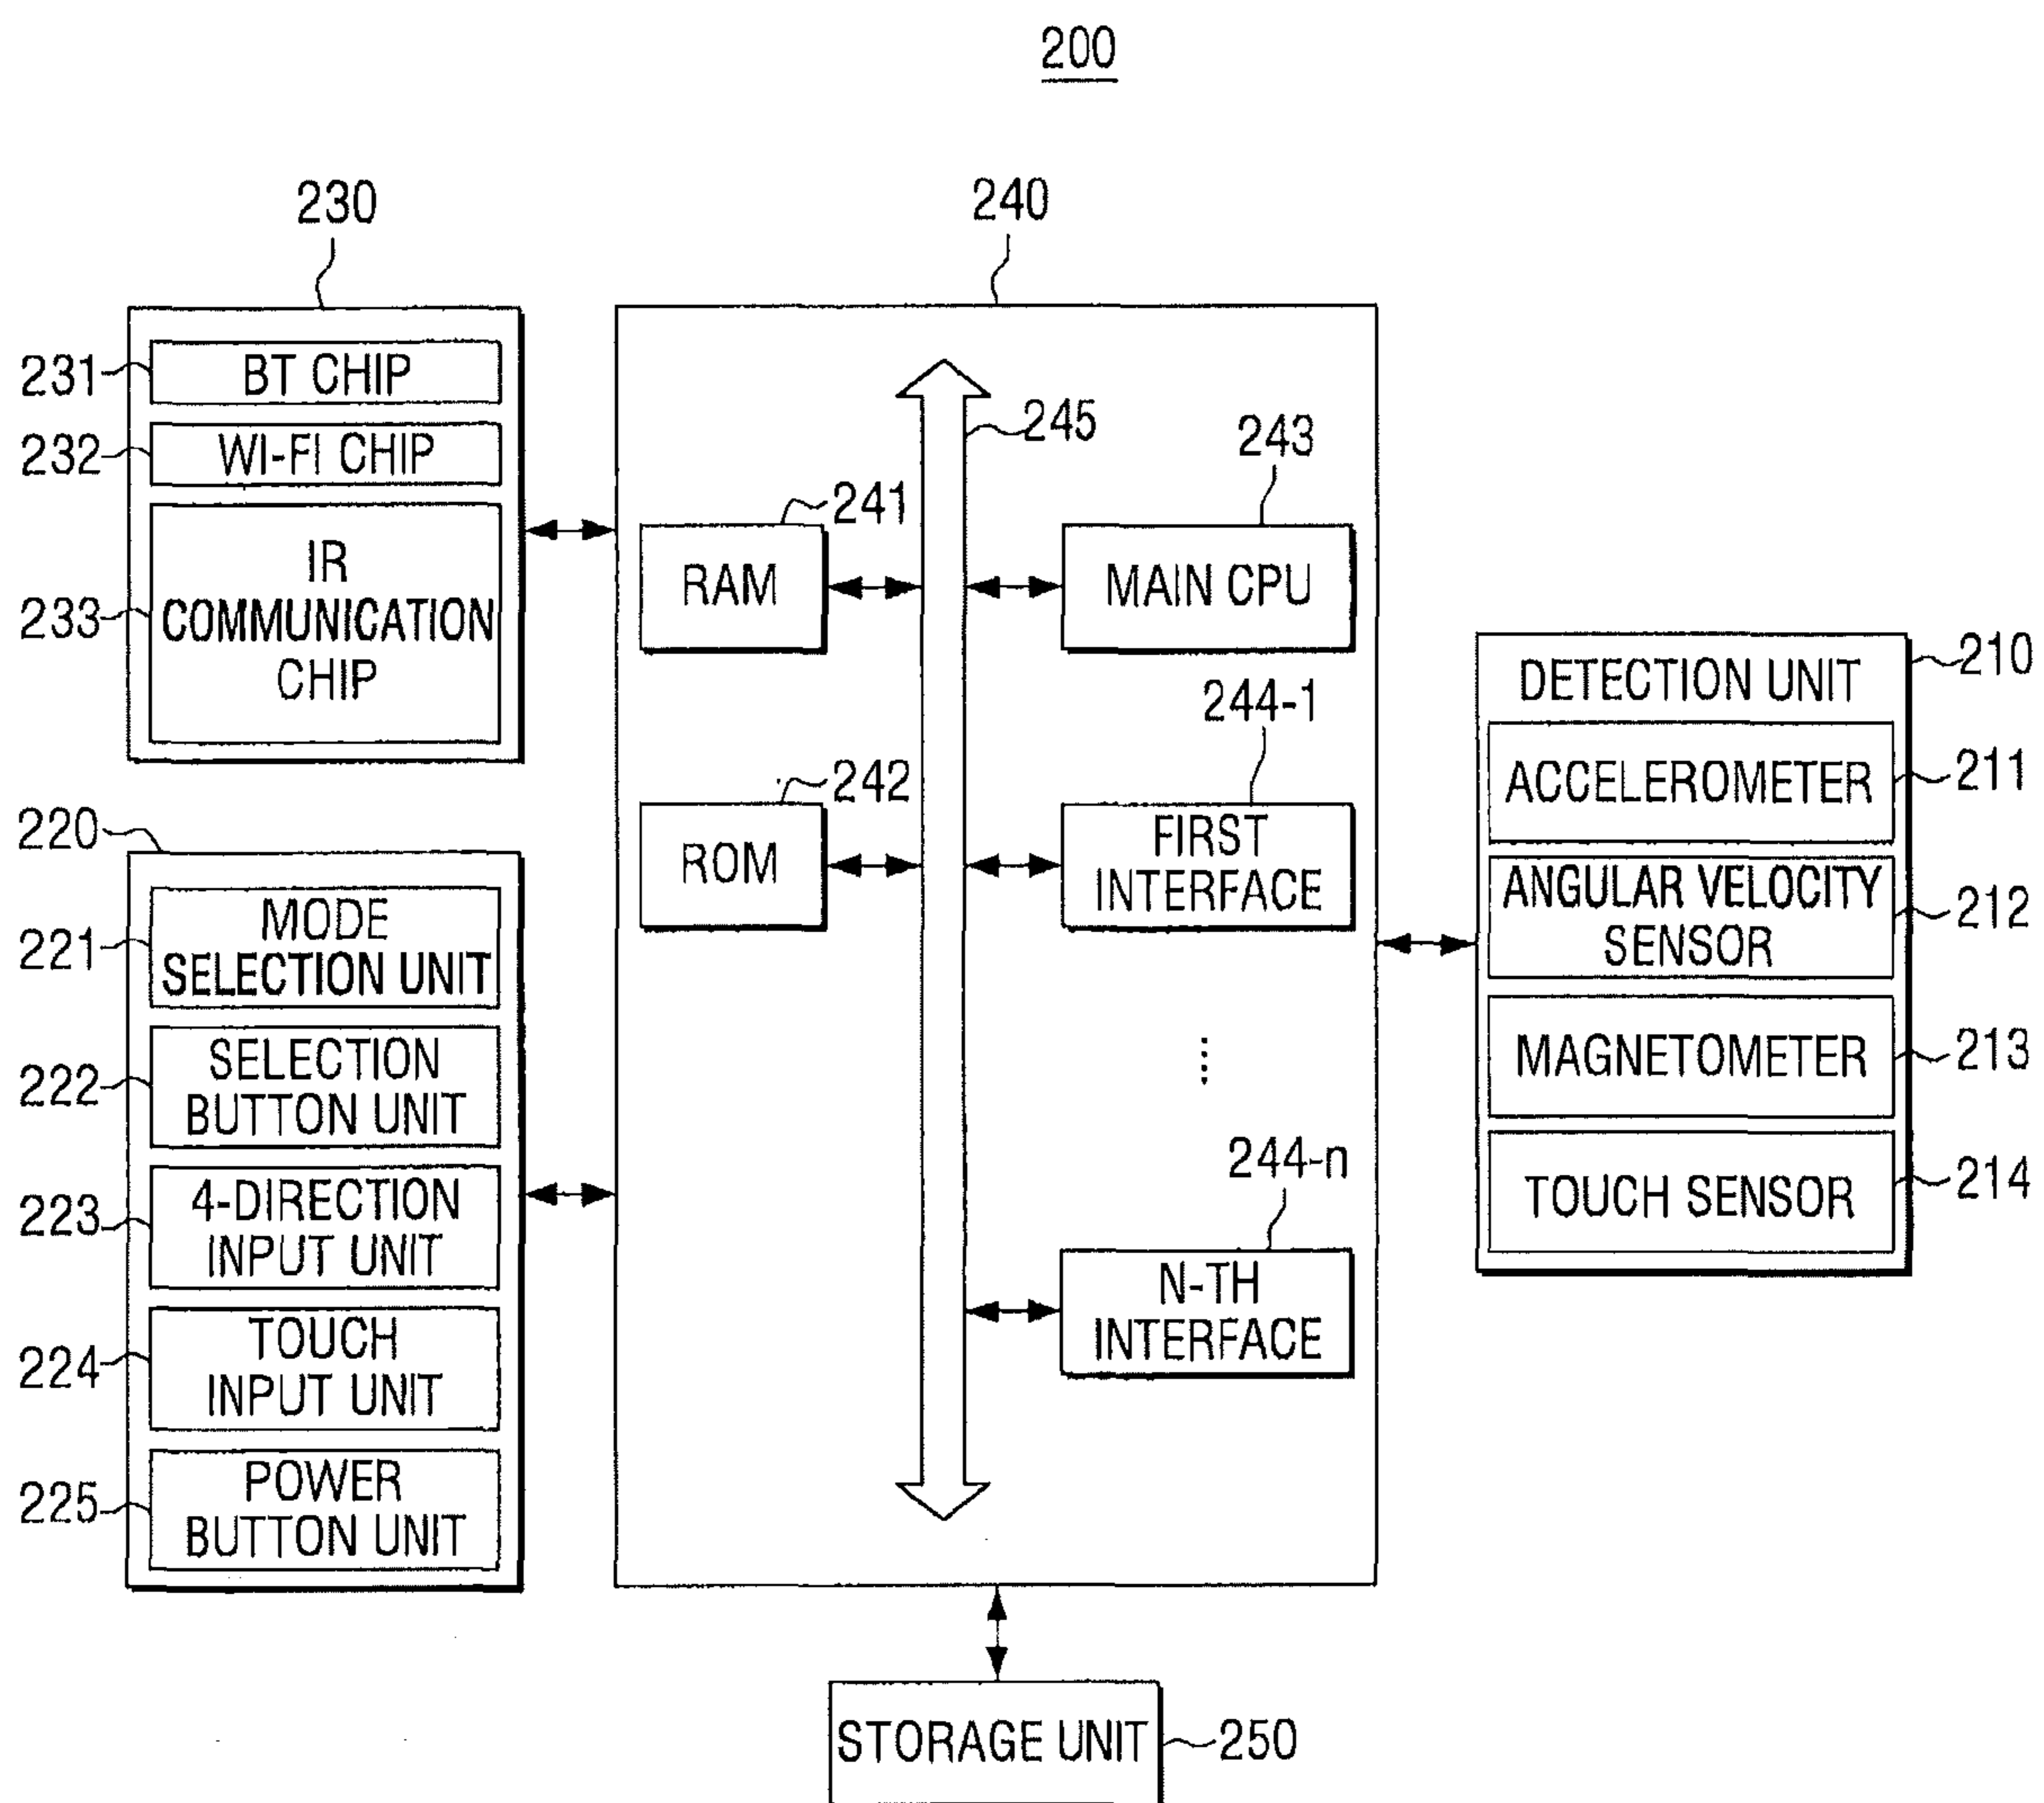 200
230
231
BT CHIP
232
WI-FI CHIP
233
IR
COMMUNICATION
CHIP
220
221
MODE
SELECTION UNIT
222
SELECTION
BUTTON UNIT
223
4-DIRECTION
INPUT UNIT
224
TOUCH
INPUT UNIT
225
POWER
BUTTON UNIT
240
245
241
RAM
242
ROM
243
MAIN CPU
244-1
FIRST
INTERFACE
244-n
N-TH
INTERFACE
210
DETECTION UNIT
ACCELEROMETER
211
ANGULAR VELOCITY
SENSOR
212
MAGNETOMETER
213
TOUCH SENSOR
214
STORAGE UNIT
250